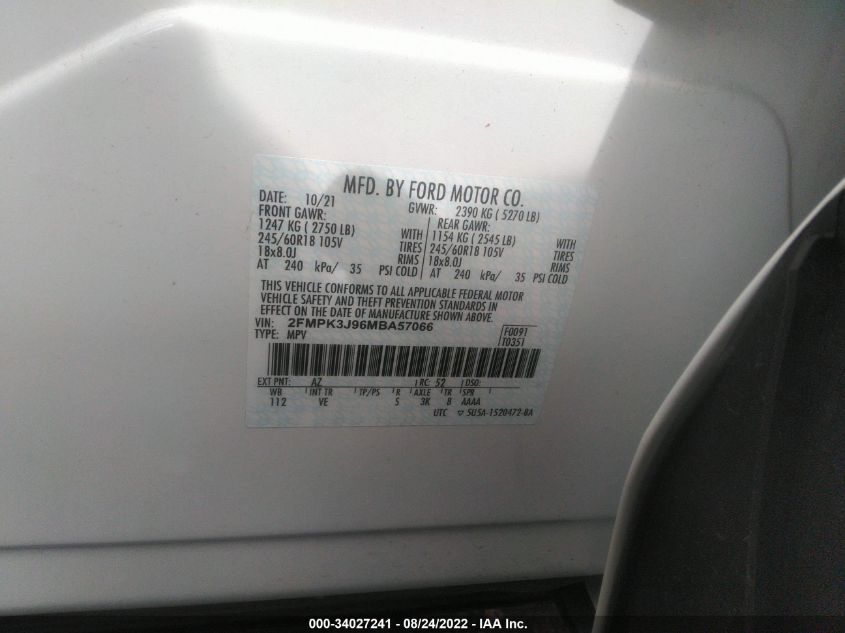 MFD. BY FORD MOTOR CO.
DATE: 10/21 GVWR: 2390 KG ( 5270 LB)
FRONT GAWR: REAR GAWR:
1247 KG ( 2750 LB) WITH 1154 KG ( 2545 LB) WITH
245/60R18 105V TIRES 245/60R18 105V TIRES
18x8.0J RIMS 18x8.0J RIMS
AT 240 kPa/ 35 PSI COLD AT 240 kPa/ 35 PSI COLD
THIS VEHICLE CONFORMS TO ALL APPLICABLE FEDERAL MOTOR
VEHICLE SAFETY AND THEFT PREVENTION STANDARDS IN
EFFECT ON THE DATE OF MANUFACTURE SHOWN ABOVE.
VIN: 2FMPK3J96MBA57066 F0091
TYPE: MPV T0351
EXT PNT: AZ RC: 52 DSO:
WB INT TR TP/PS R AXLE TR SPR
112 VE S 3K B AAAA
UTC ▽ 5U5A-1520472-BA
000-34027241 - 08/24/2022 - IAA Inc.